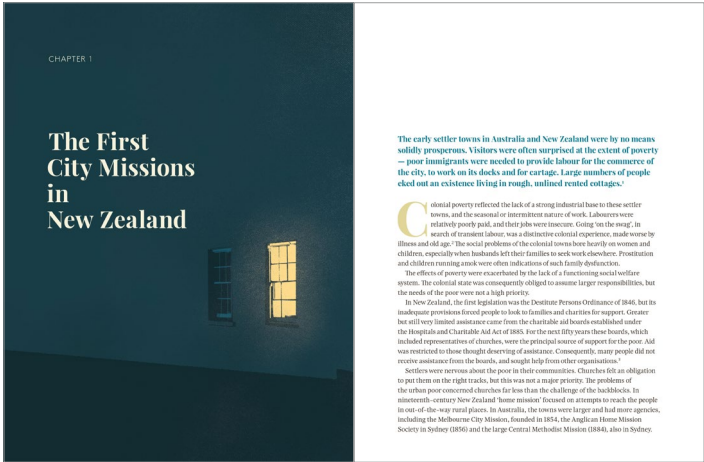 CHAPTER 1
The First
City Missions
in
New Zealand
The early settler towns in Australia and New Zealand were by no means
solidly prosperous. Visitors were often surprised at the extent of poverty
— poor immigrants were needed to provide labour for the commerce of
the city, to work on its docks and for cartage. Large numbers of people
eked out an existence living in rough, unlined rented cottages.¹
Colonial poverty reflected the lack of a strong industrial base to these settler
towns, and the seasonal or intermittent nature of work. Labourers were
relatively poorly paid, and their jobs were insecure. Going ‘on the swag’, in
search of transient labour, was a distinctive colonial experience, made worse by
illness and old age.² The social problems of the colonial towns bore heavily on women and
children, especially when husbands left their families to seek work elsewhere. Prostitution
and children running amok were often indications of such family dysfunction.
The effects of poverty were exacerbated by the lack of a functioning social welfare
system. The colonial state was consequently obliged to assume larger responsibilities, but
the needs of the poor were not a high priority.
In New Zealand, the first legislation was the Destitute Persons Ordinance of 1846, but its
inadequate provisions forced people to look to families and charities for support. Greater
but still very limited assistance came from the charitable aid boards established under
the Hospitals and Charitable Aid Act of 1885. For the next fifty years these boards, which
included representatives of churches, were the principal source of support for the poor. Aid
was restricted to those thought deserving of assistance. Consequently, many people did not
receive assistance from the boards, and sought help from other organisations.³
Settlers were nervous about the poor in their communities. Churches felt an obligation
to put them on the right tracks, but this was not a major priority. The problems of
the urban poor concerned churches far less than the challenge of the backblocks. In
nineteenth-century New Zealand ‘home mission’ focused on attempts to reach the people
in out-of-the-way rural places. In Australia, the towns were larger and had more agencies,
including the Melbourne City Mission, founded in 1854, the Anglican Home Mission
Society in Sydney (1856) and the large Central Methodist Mission (1884), also in Sydney.